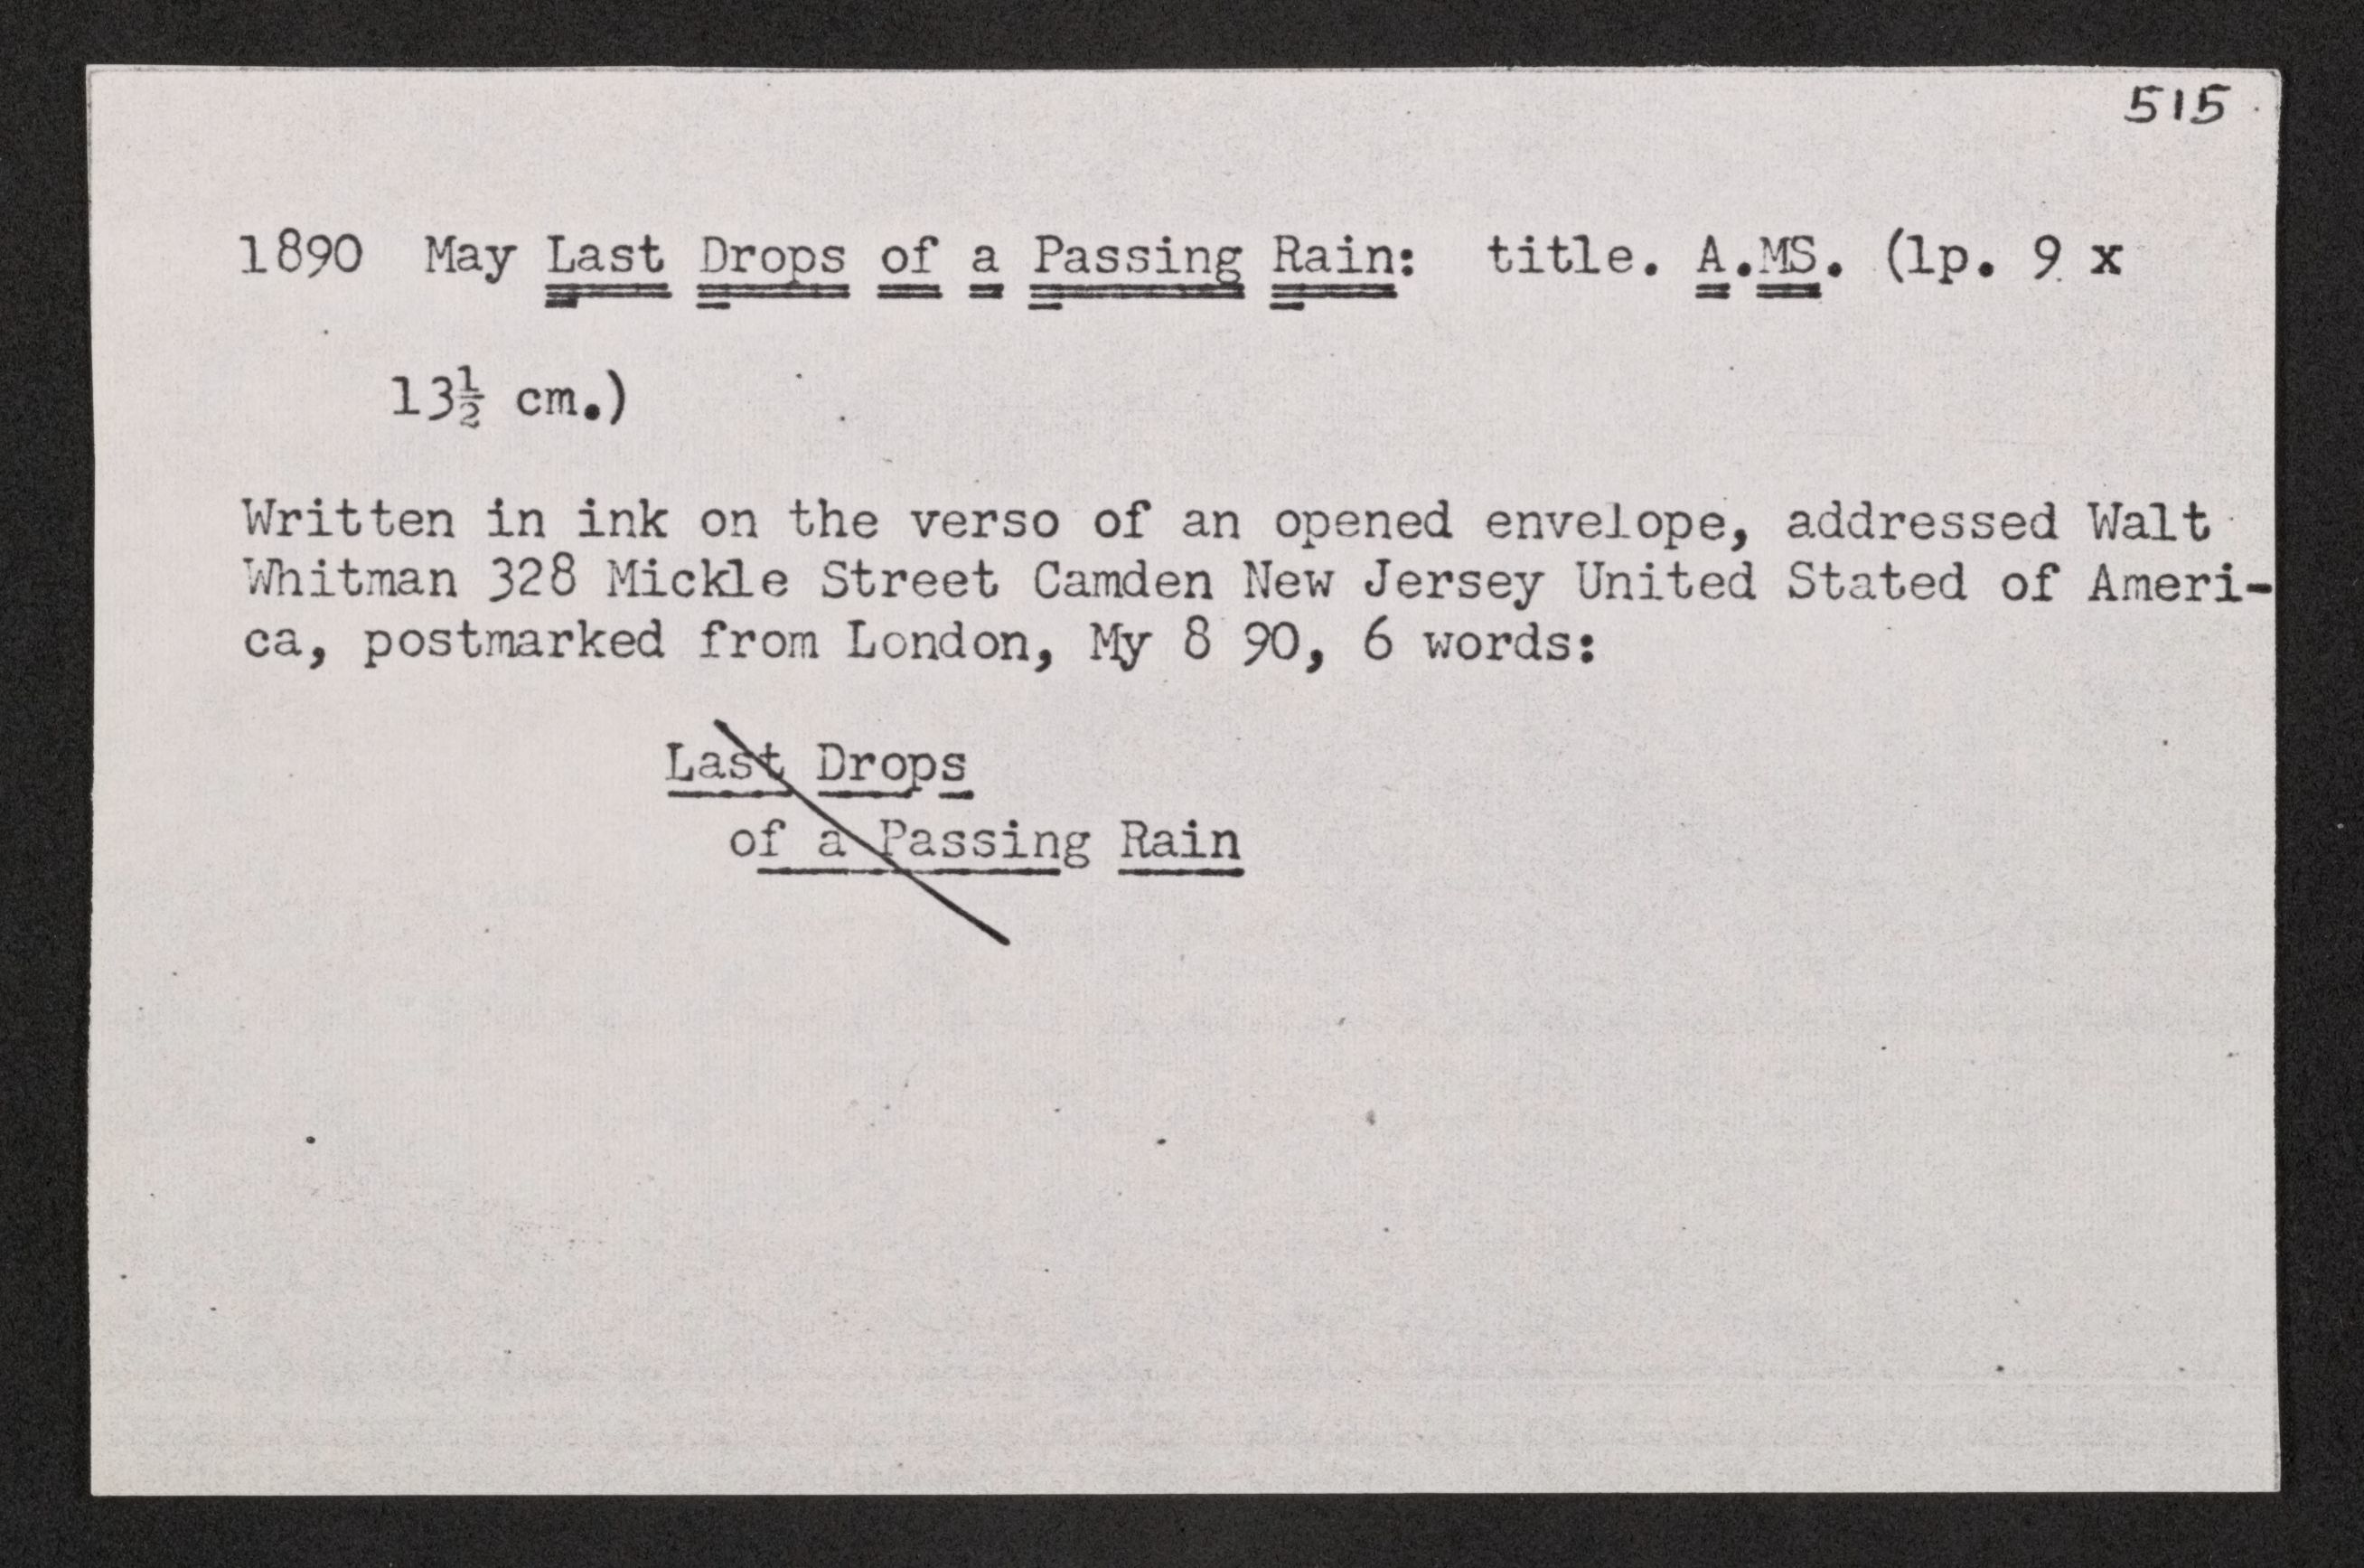 515
1890 May Last Drops of a Passing Rain: title. A.MS. (1p. 9 x
13½ cm.)
Written in ink on the verso of an opened envelope, addressed Walt
Whitman 328 Mickle Street Camden New Jersey United Stated of Ameri-
ca, postmarked from London, My 8 90, 6 words:
Last Drops
of a Passing Rain